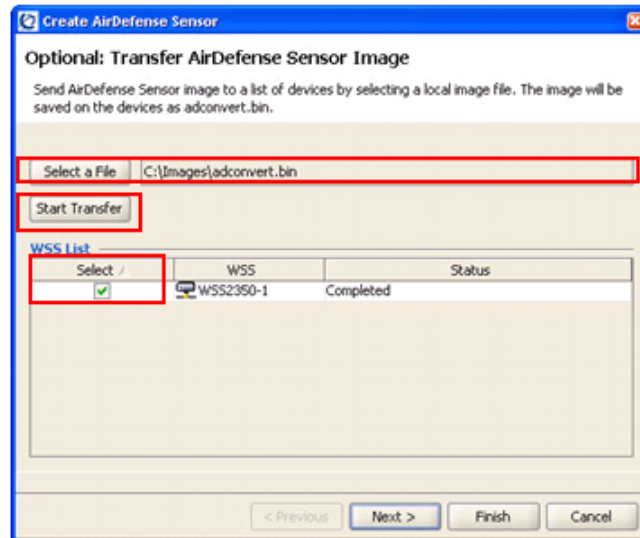 Create AirDefense Sensor
Optional: Transfer AirDefense Sensor Image
Send AirDefense Sensor image to a list of devices by selecting a local image file. The image will be
saved on the devices as adconvert.bin.
Select a File C:\Images\adconvert.bin
Start Transfer
WSS List
Select WSS Status
WSS2350-1 Completed
< Previous Next > Finish Cancel